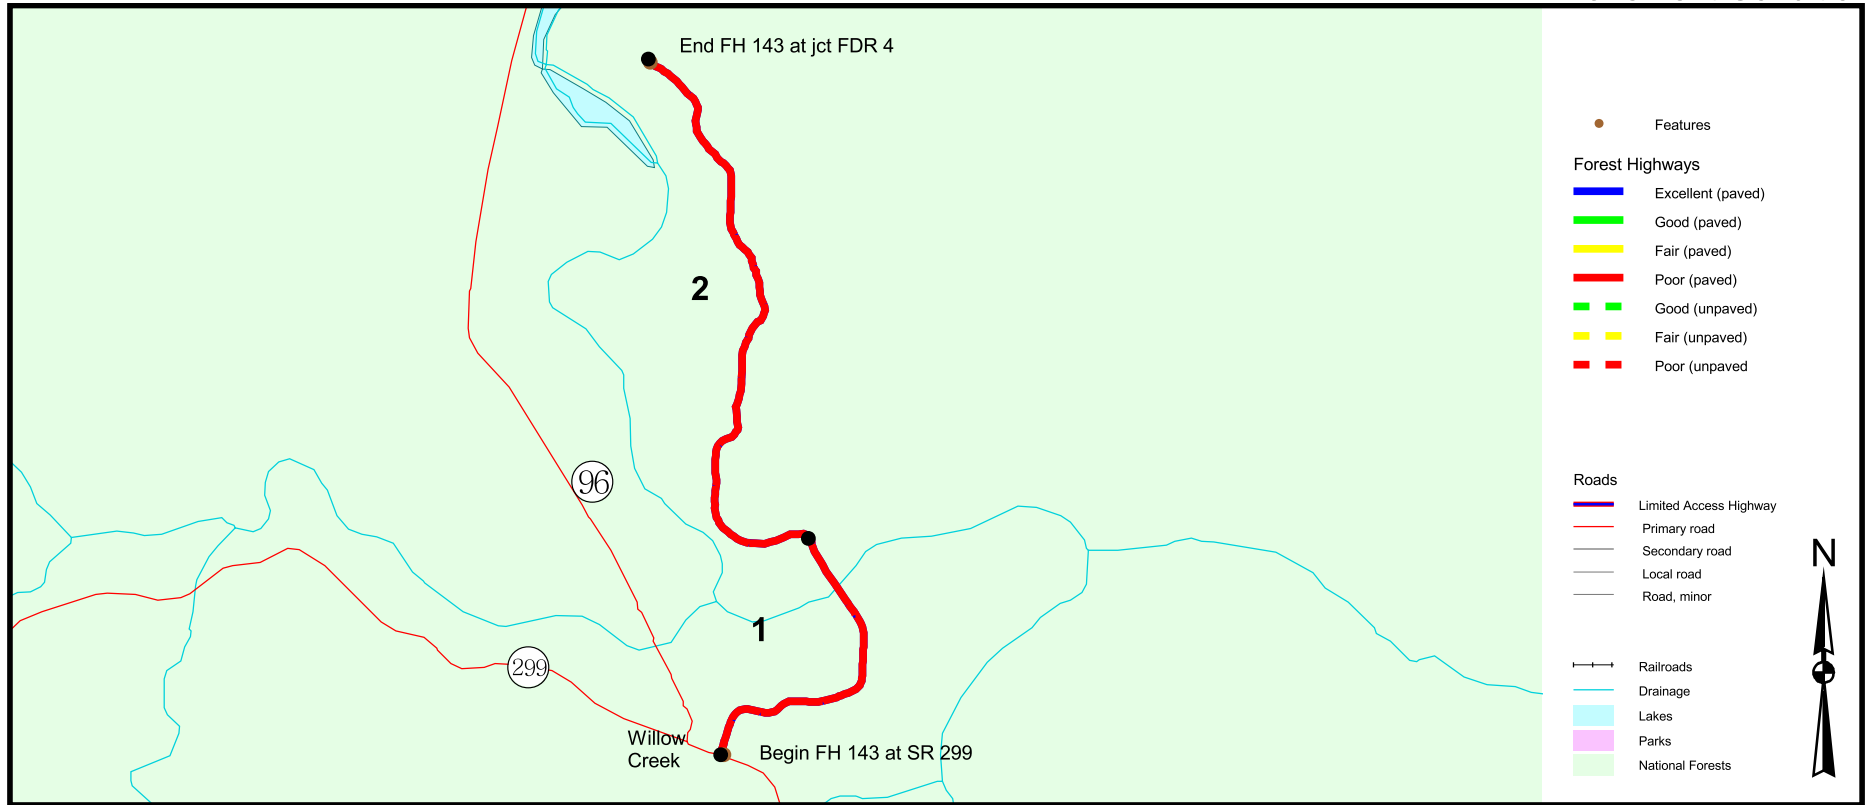 End FH 143 at jct FDR 4
2
96
1
299
Willow
Creek
Begin FH 143 at SR 299
Features
Forest Highways
Excellent (paved)
Good (paved)
Fair (paved)
Poor (paved)
Good (unpaved)
Fair (unpaved)
Poor (unpaved
Roads
Limited Access Highway
Primary road
Secondary road
Local road
Road, minor
N
Railroads
Drainage
Lakes
Parks
National Forests